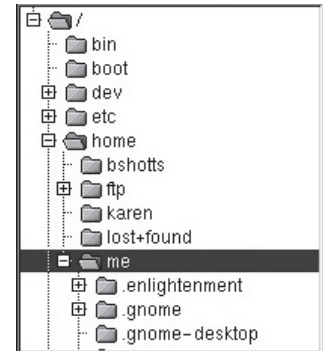 /
bin
boot
dev
etc
home
bshotts
ftp
karen
lost+found
me
.enlightenment
.gnome
.gnome-desktop